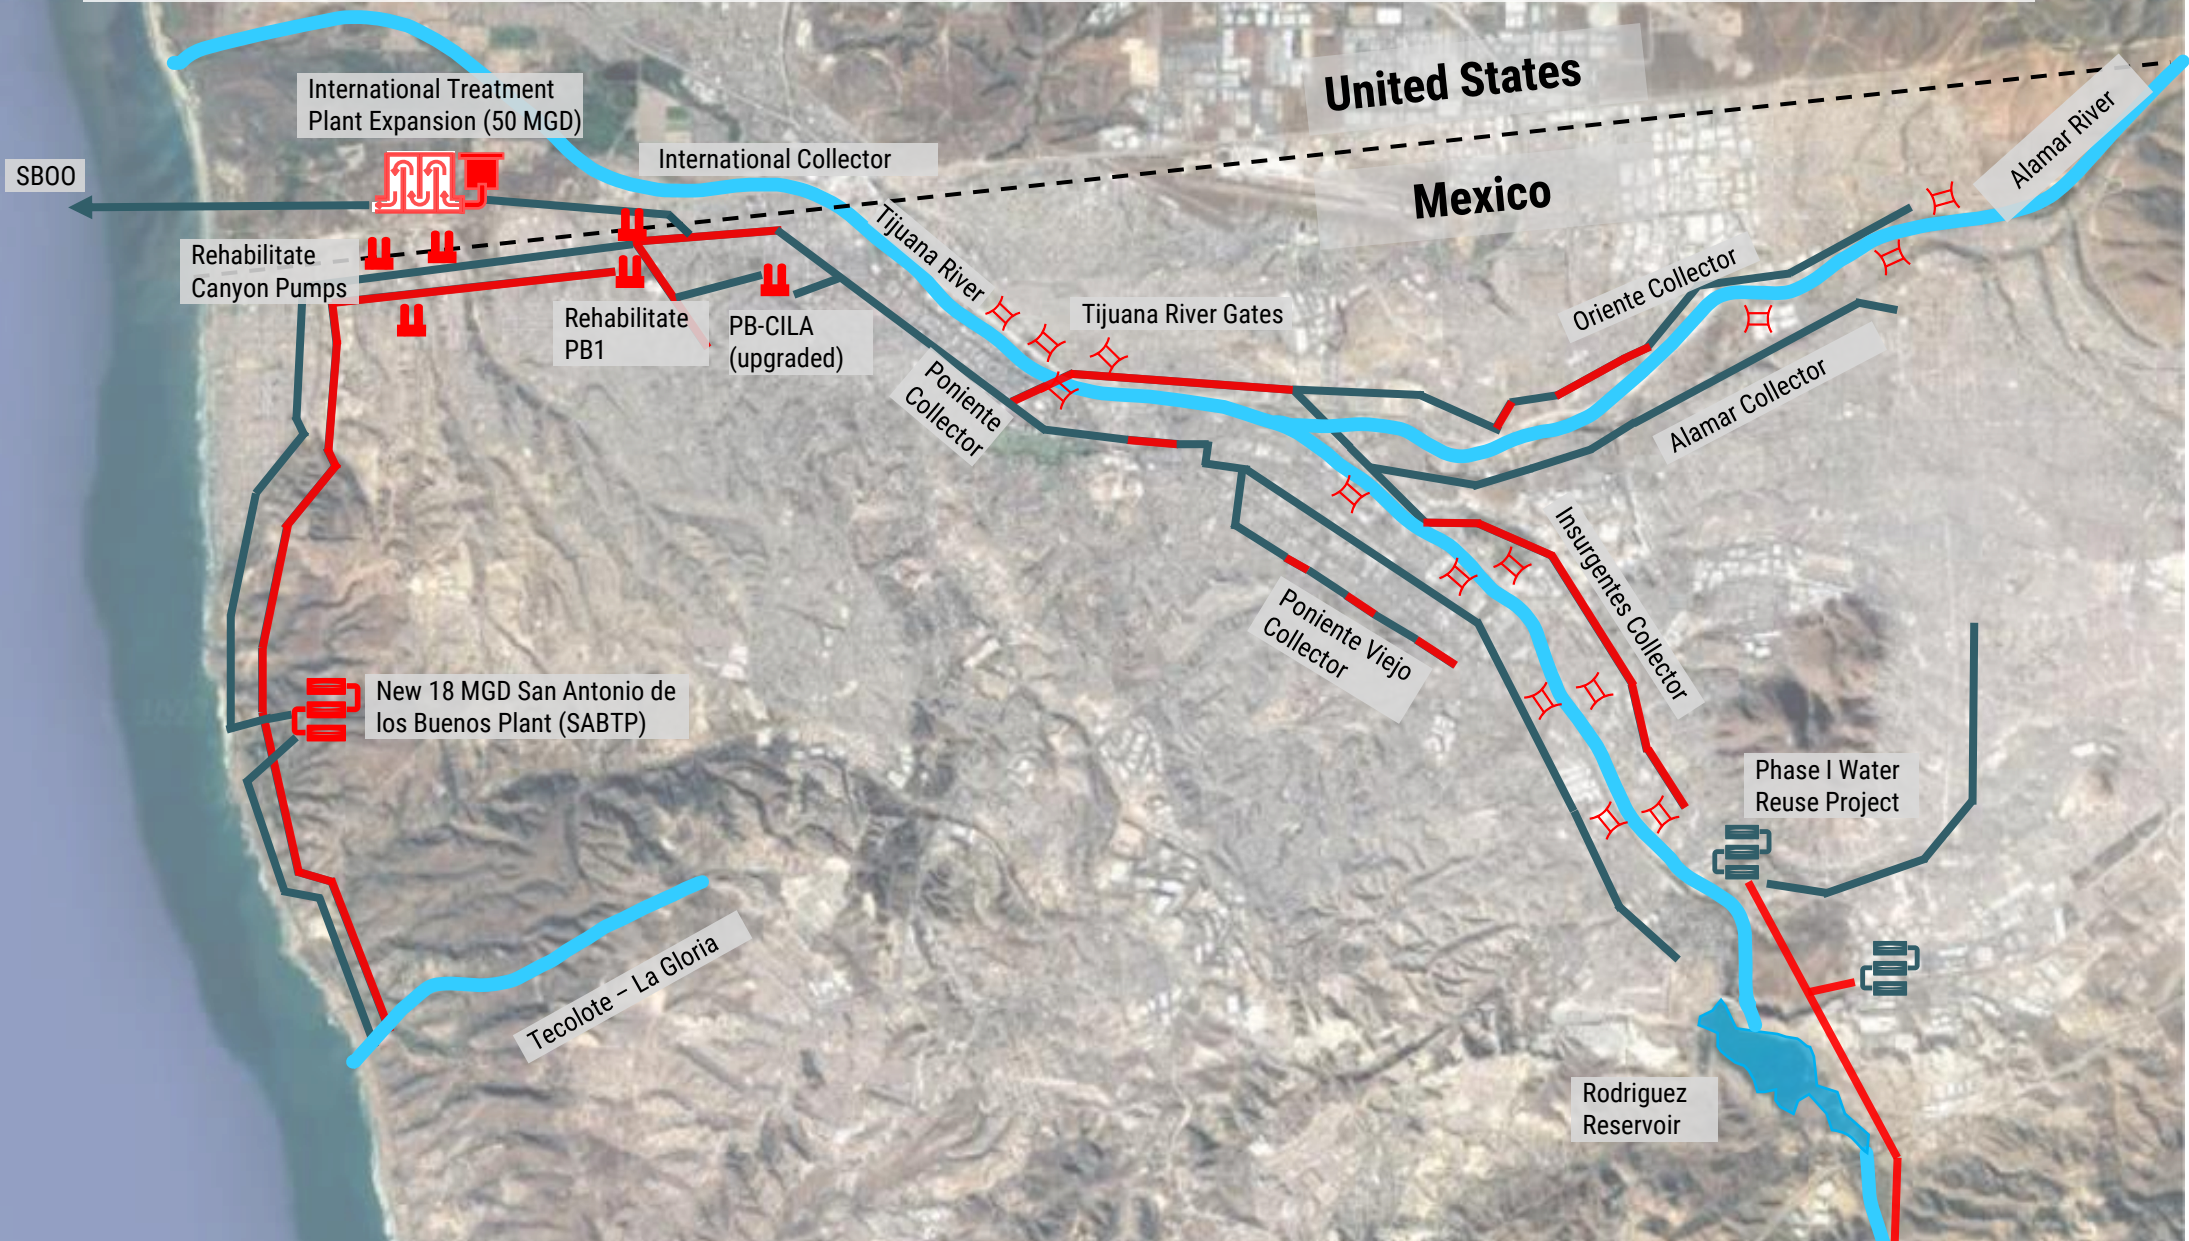 United States
Mexico
International Treatment
Plant Expansion (50 MGD)
SBOO
International Collector
Alamar River
Tijuana River
Rehabilitate
Canyon Pumps
Oriente Collector
Tijuana River Gates
Rehabilitate
PB1
PB-CILA
(upgraded)
Poniente
Collector
Alamar Collector
Insurgentes Collector
Poniente Viejo
Collector
New 18 MGD San Antonio de
los Buenos Plant (SABTP)
Phase I Water
Reuse Project
Tecolote – La Gloria
Rodriguez
Reservoir